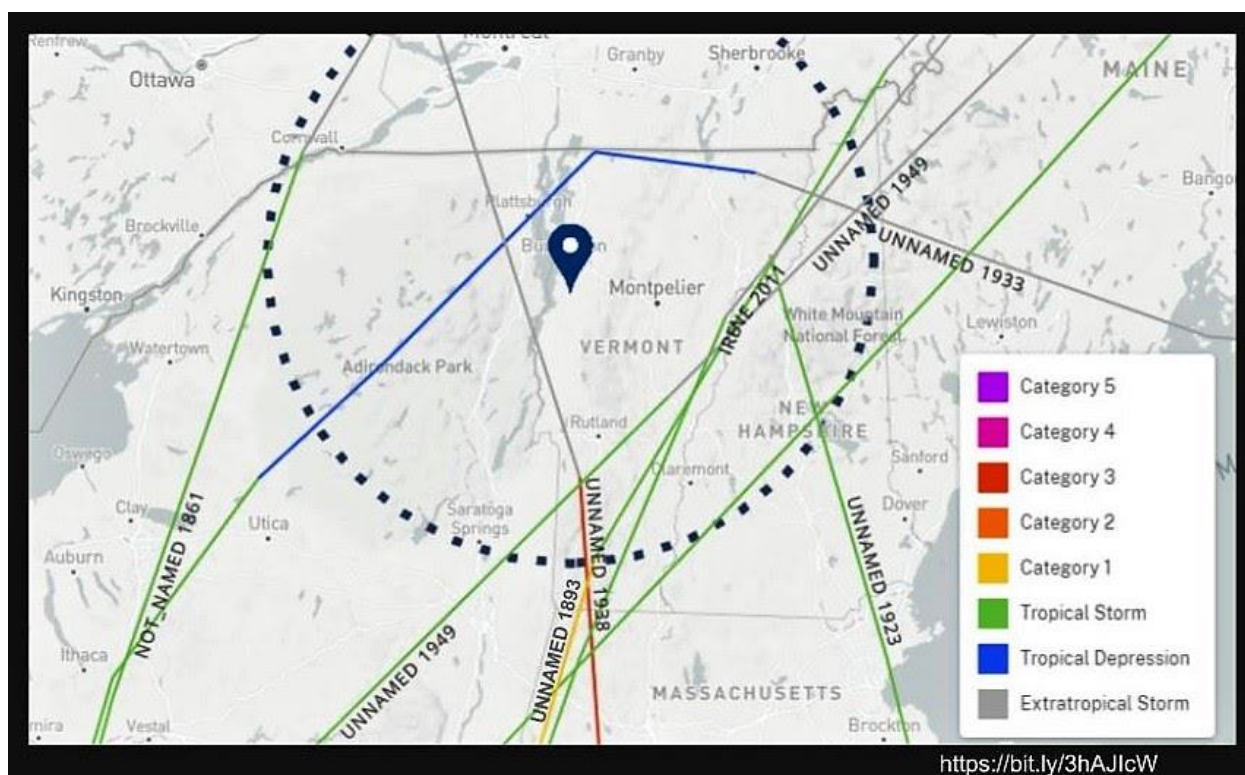 Renfrew
Montreal
Granby
Sherbrooke
MAINE
Ottawa
Cornwall
Bangor
Plattsburgh
Brockville
UNNAMED 1949
UNNAMED 1933
Kingston
Montpelier
IRENE 2011
White Mountain
National Forest
Lewiston
Watertown
VERMONT
Adirondack Park
Category 5
Category 4
Category 3
Category 2
Category 1
Tropical Storm
Tropical Depression
Extratropical Storm
Rutland
NEW
HAMPSHIRE
Oswego
Sanford
Claremont
Clay
Utica
Saratoga
Springs
Dover
NOT_NAMED 1861
UNNAMED 1938
UNNAMED 1923
Auburn
UNNAMED 1893
Ithaca
UNNAMED 1949
MASSACHUSETTS
mira
Vestal
Brockton
https://bit.ly/3hAJIcW